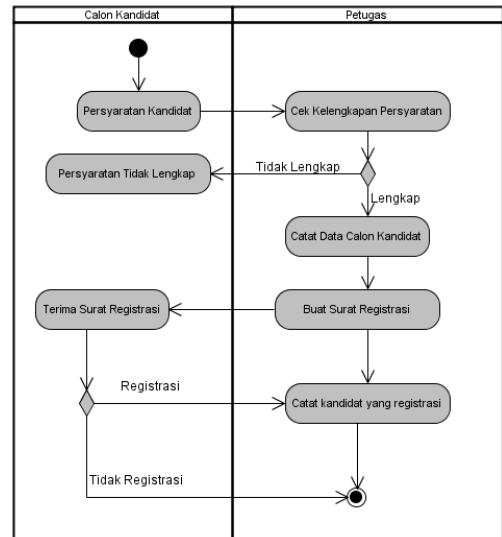 Calon Kandidat
Petugas
Persyaratan Kandidat
Cek Kelengkapan Persyaratan
Tidak Lengkap
Persyaratan Tidak Lengkap
Lengkap
Catat Data Calon Kandidat
Terima Surat Registrasi
Buat Surat Registrasi
Registrasi
Catat kandidat yang registrasi
Tidak Registrasi